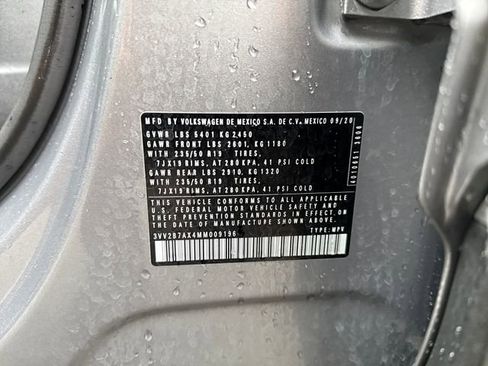 MFD BY VOLKSWAGEN DE MEXICO S.A. DE C.V. MEXICO 09/20
GVWR LBS 5401 KG 2450
GAWR FRONT LBS 2601, KG 1180
WITH 235/50 R19 TIRES,
7JX19 RIMS, AT 280 KPA, 41 PSI COLD
GAWR REAR LBS 2910, KG 1320
WITH 235/50 R19 TIRES,
7JX19 RIMS, AT 280 KPA, 41 PSI COLD
THIS VEHICLE CONFORMS TO ALL APPLICABLE
U.S. FEDERAL MOTOR VEHICLE SAFETY AND
THEFT PREVENTION STANDARDS IN EFFECT ON
THE DATE OF MANUFACTURE SHOWN ABOVE.
3VV2B7AX4MM009196 TYPE: MPV